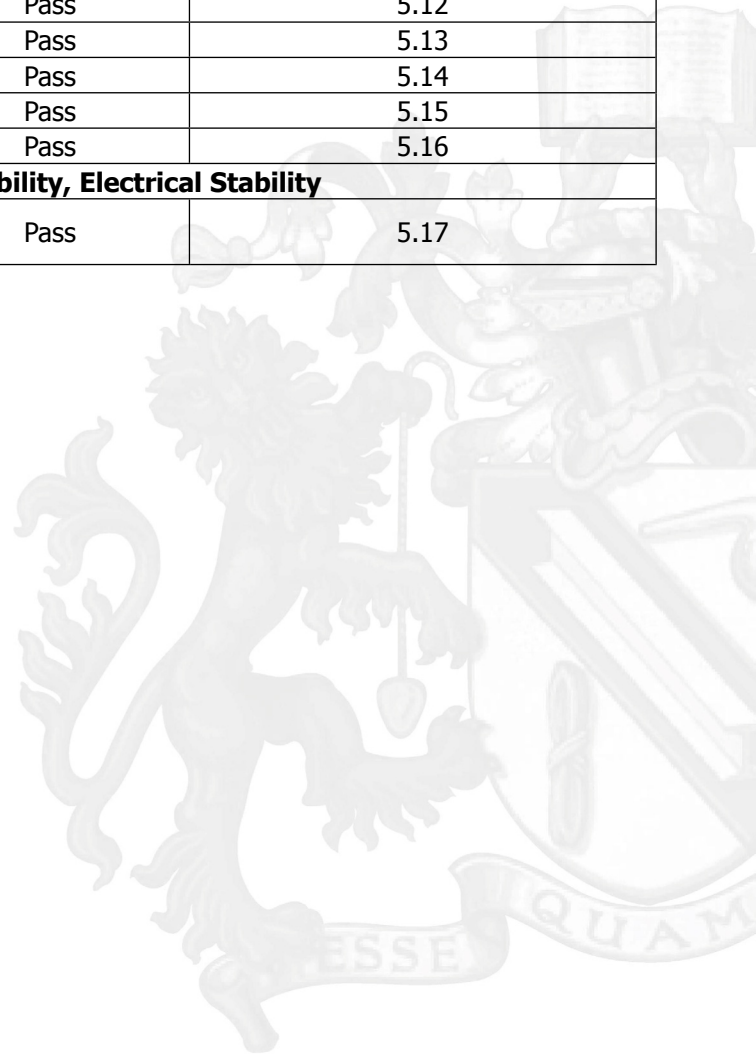 Pass 5.12
Pass 5.13
Pass 5.14
Pass 5.15
Pass 5.16
bility, Electrical Stability
Pass 5.17
ESSE QUAM